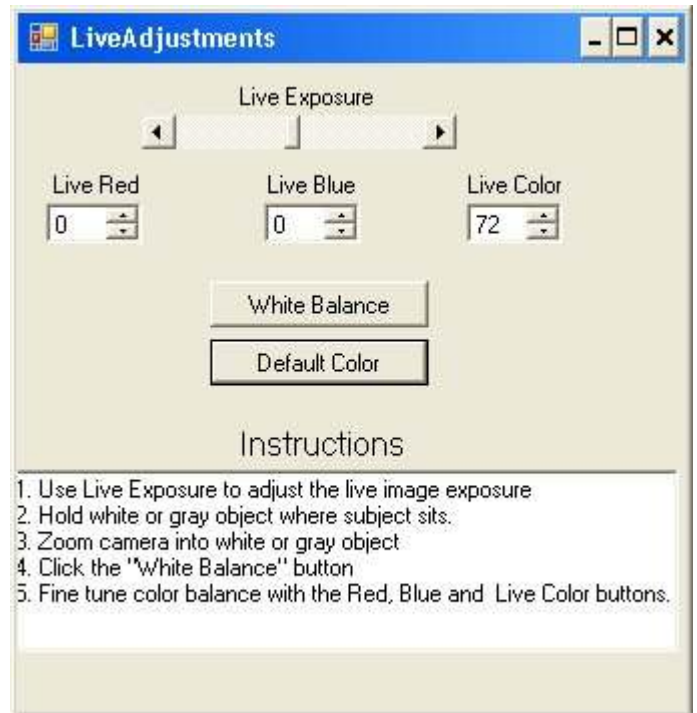 LiveAdjustments
Live Exposure
Live Red Live Blue Live Color
0 0 72
White Balance
Default Color
Instructions
1. Use Live Exposure to adjust the live image exposure
2. Hold white or gray object where subject sits.
3. Zoom camera into white or gray object
4. Click the "White Balance" button
5. Fine tune color balance with the Red, Blue and Live Color buttons.